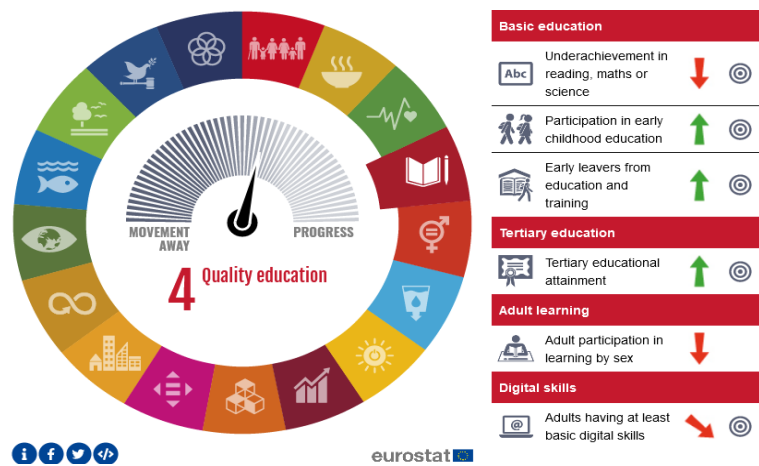 MOVEMENT
AWAY
PROGRESS
4 Quality education
eurostat
Basic education
Abc
Underachievement in
reading, maths or
science
Participation in early
childhood education
Early leavers from
education and
training
Tertiary education
Tertiary educational
attainment
Adult learning
Adult participation in
learning by sex
Digital skills
@
Adults having at least
basic digital skills